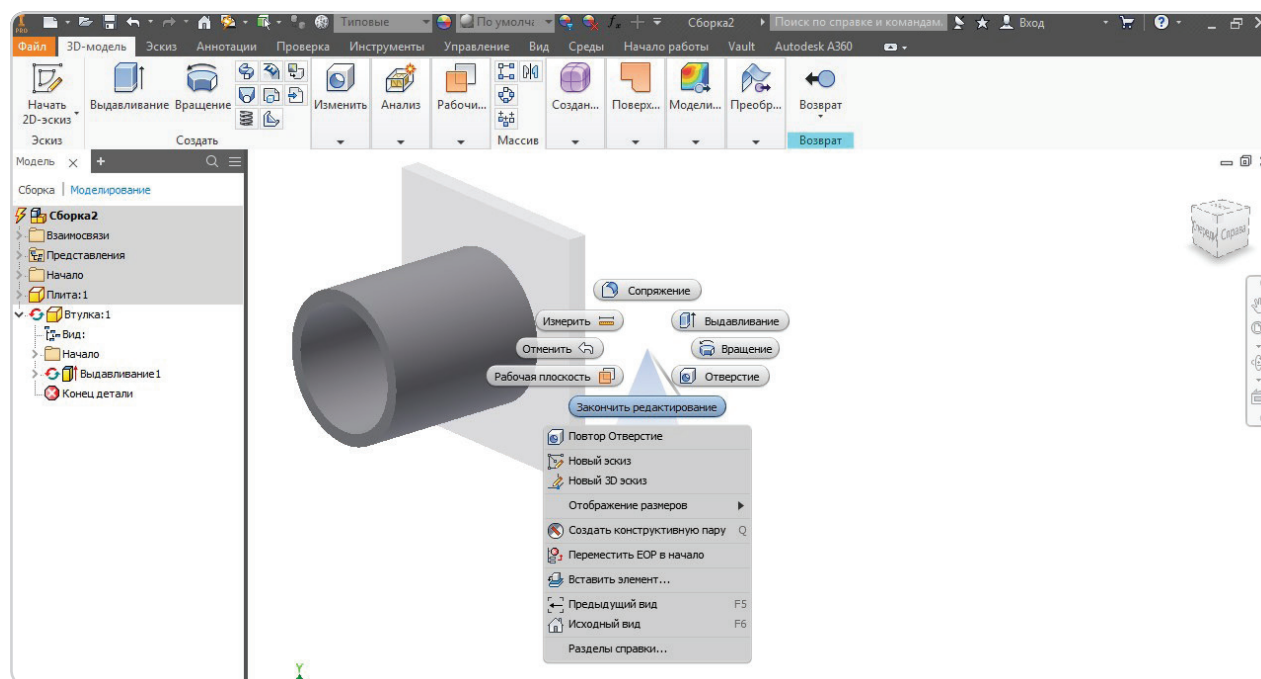 PRO Типовые По умолчі Сборка2 Поиск по справке и командам. Вход
Файл 3D-модель Эскиз Аннотации Проверка Инструменты Управление Вид Среды Начало работы Vault Autodesk A360
Начать 2D-эскиз Выдавливание Вращение Изменить Анализ Рабочи... Создан... Поверх... Модели... Преобр... Возврат
Эскиз Создать Массив Возврат
Модель
Сборка | Моделирование
Сборка2
Взаимосвязи
Представления
Начало
Плита:1
Втулка:1
Вид:
Начало
Выдавливание1
Конец детали
Спереди Справа
Сопряжение
Измерить Выдавливание
Отменить Вращение
Рабочая плоскость Отверстие
Закончить редактирование
Повтор Отверстие
Новый эскиз
Новый 3D эскиз
Отображение размеров
Создать конструктивную пару Q
Переместить EOP в начало
Вставить элемент...
Предыдущий вид F5
Исходный вид F6
Разделы справки...
Y